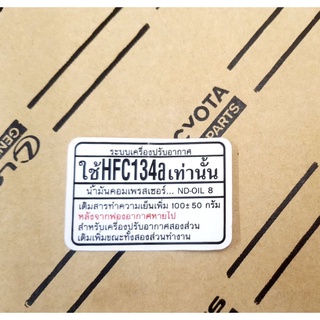 ระบบเครื่องปรับอากาศ
ใช้HFC134aเท่านั้น
น้ำมันคอมเพรสเซอร์... ND-OIL 8
เติมสารทำความเย็นเพิ่ม 100±50 กรัม
หลังจากฟองอากาศหายไป
สำหรับเครื่องปรับอากาศสองส่วน
เติมเพิ่มขณะทั้งสองส่วนทำงาน
TOYOTA
PARTS